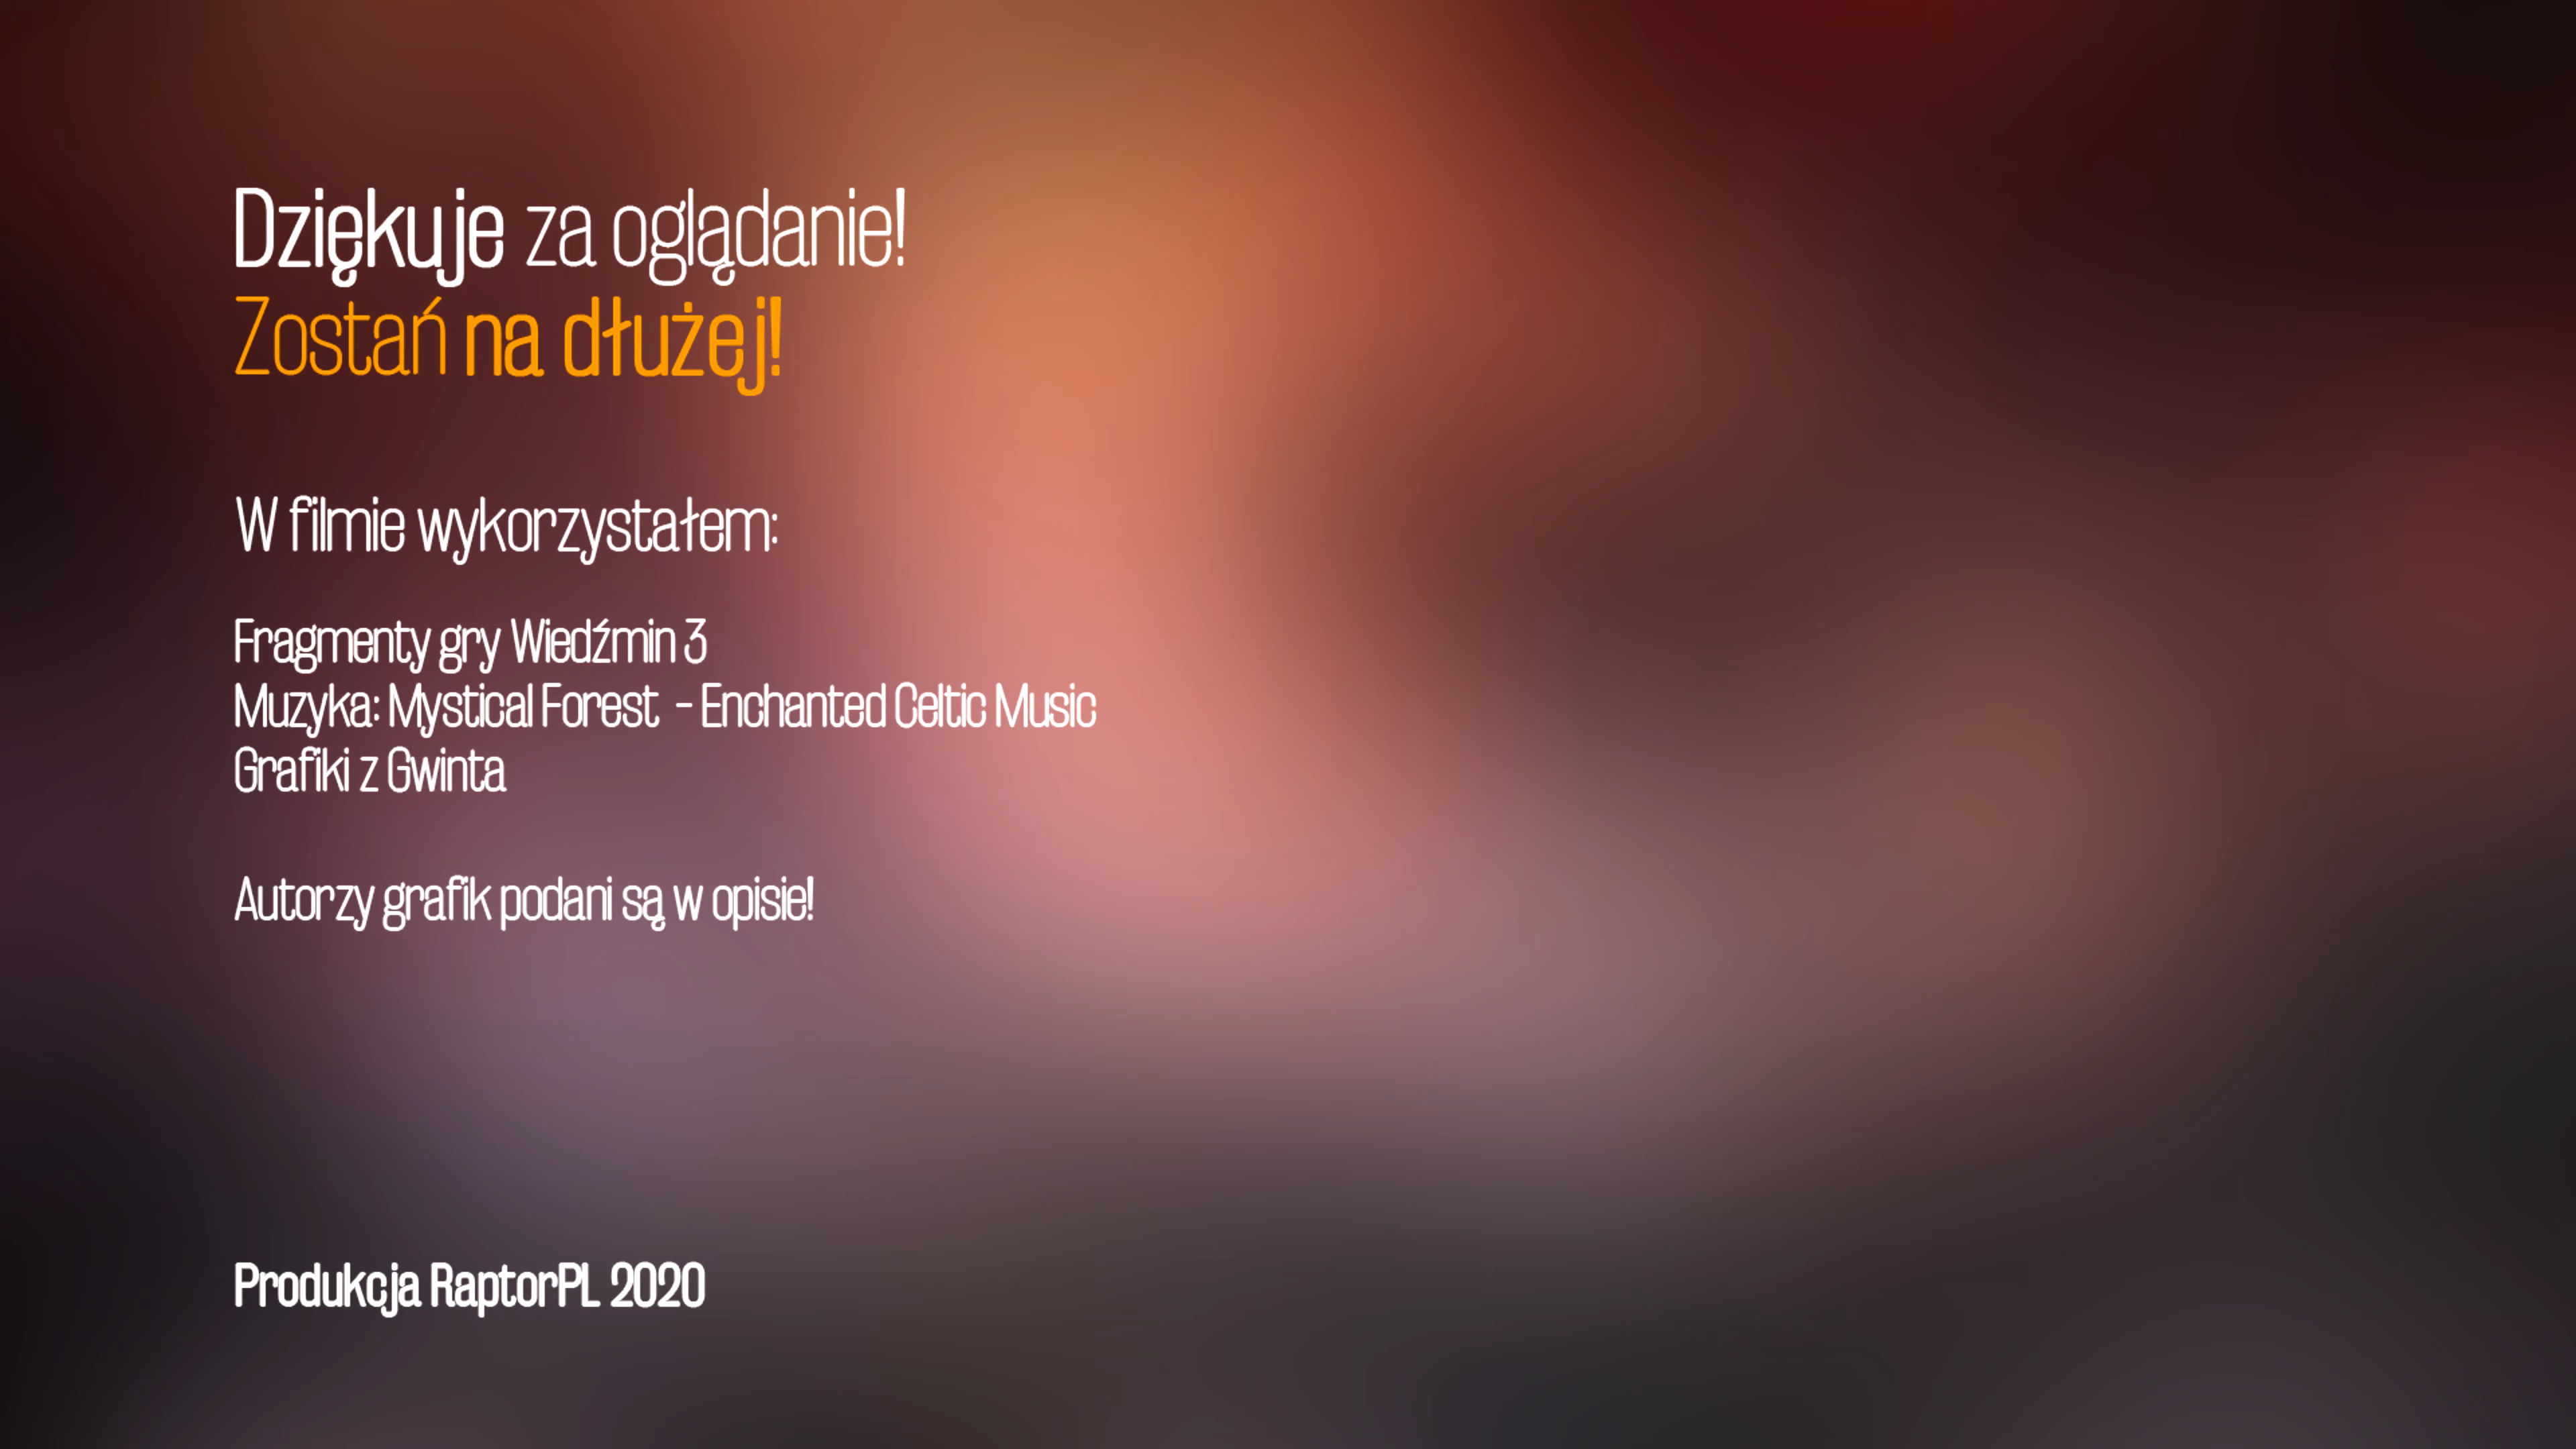 Dziękuje za oglądanie!
Zostań na dłużej!
W filmie wykorzystałem:
Fragmenty gry Wiedźmin 3
Muzyka: Mystical Forest - Enchanted Celtic Music
Grafiki z Gwinta
Autorzy grafik podani są w opisie!
Produkcja RaptorPL 2020